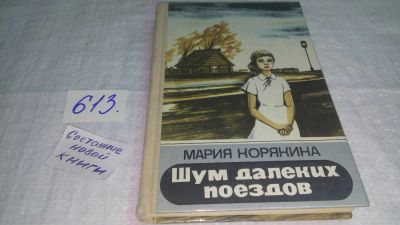 613.
Состояние
новой
книги
МАРИЯ КОРЯКИНА
Шум далеких
поездов